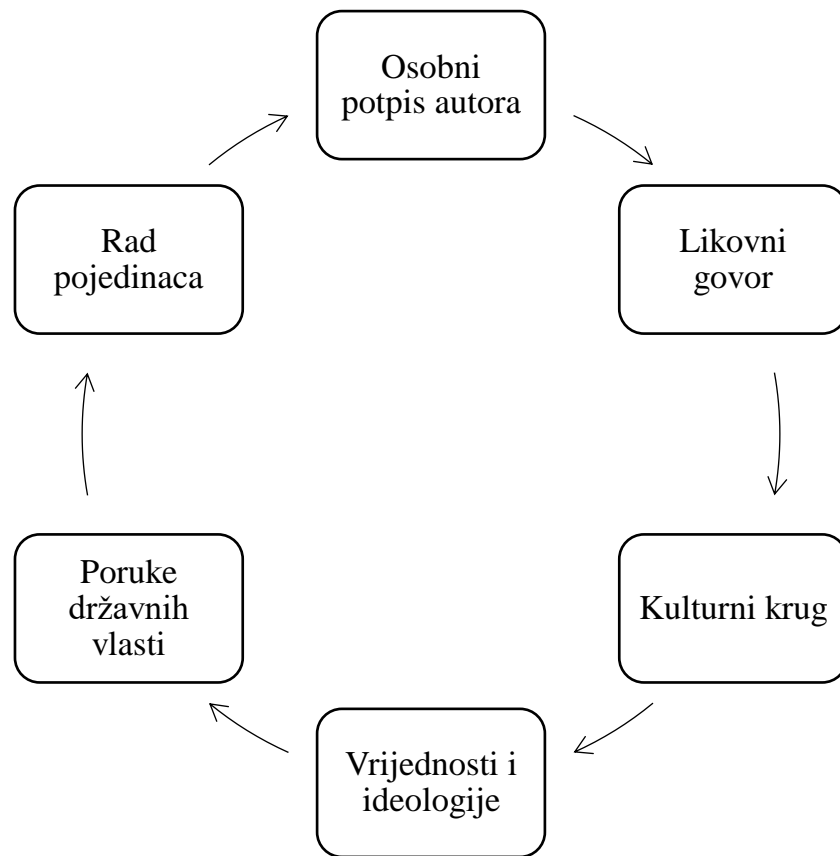 Osobni
potpis autora
Likovni
govor
Kulturni krug
Vrijednosti i
ideologije
Poruke
državnih
vlasti
Rad
pojedinaca